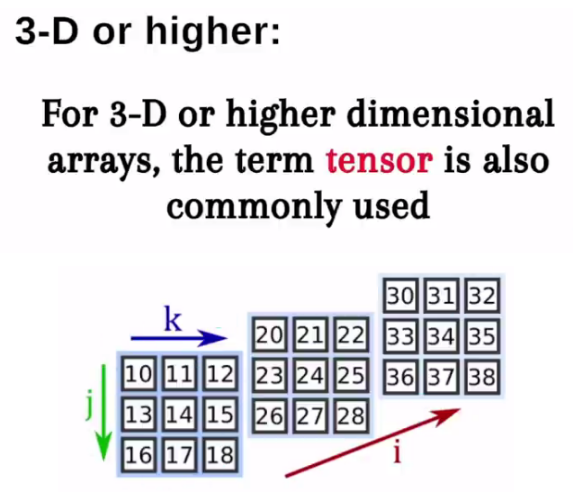 3-D or higher:
For 3-D or higher dimensional
arrays, the term tensor is also
commonly used
k
j
10 11 12
13 14 15
16 17 18
20 21 22
23 24 25
26 27 28
30 31 32
33 34 35
36 37 38
i